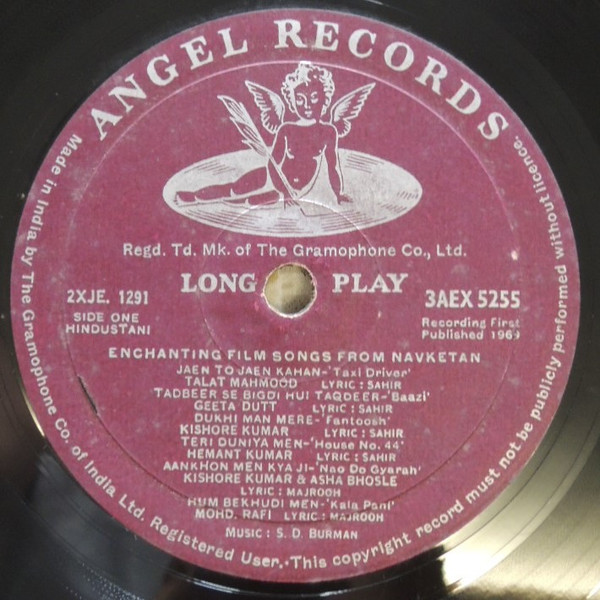 ANGEL RECORDS
Regd. Td. Mk. of The Gramophone Co., Ltd.
LONG PLAY
2XJE. 1291
3AEX 5255
SIDE ONE
HINDUSTANI
Recording First
Published 1969
ENCHANTING FILM SONGS FROM NAVKETAN
JAEN TO JAEN KAHAN-'Taxi Driver'
TALAT MAHMOOD LYRIC: SAHIR
TADBEER SE BIGDI HUI TAQDEER-'Baazi'
GEETA DUTT LYRIC: SAHIR
DUKHI MAN MERE-'Fantoosh'
KISHORE KUMAR LYRIC: SAHIR
TERI DUNIYA MEN-'House No. 44'
HEMANT KUMAR LYRIC: SAHIR
AANKHON MEN KYA JI-'Nao Do Gyarah'
KISHORE KUMAR & ASHA BHOSLE
LYRIC: MAJROOH
HUM BEKHUDI MEN-'Kala Pani'
MOHD. RAFI LYRIC: MAJROOH
MUSIC: S. D. BURMAN
Made in India by The Gramophone Co. of India Ltd. Registered User.·This copyright record must not be publicly performed without licence.